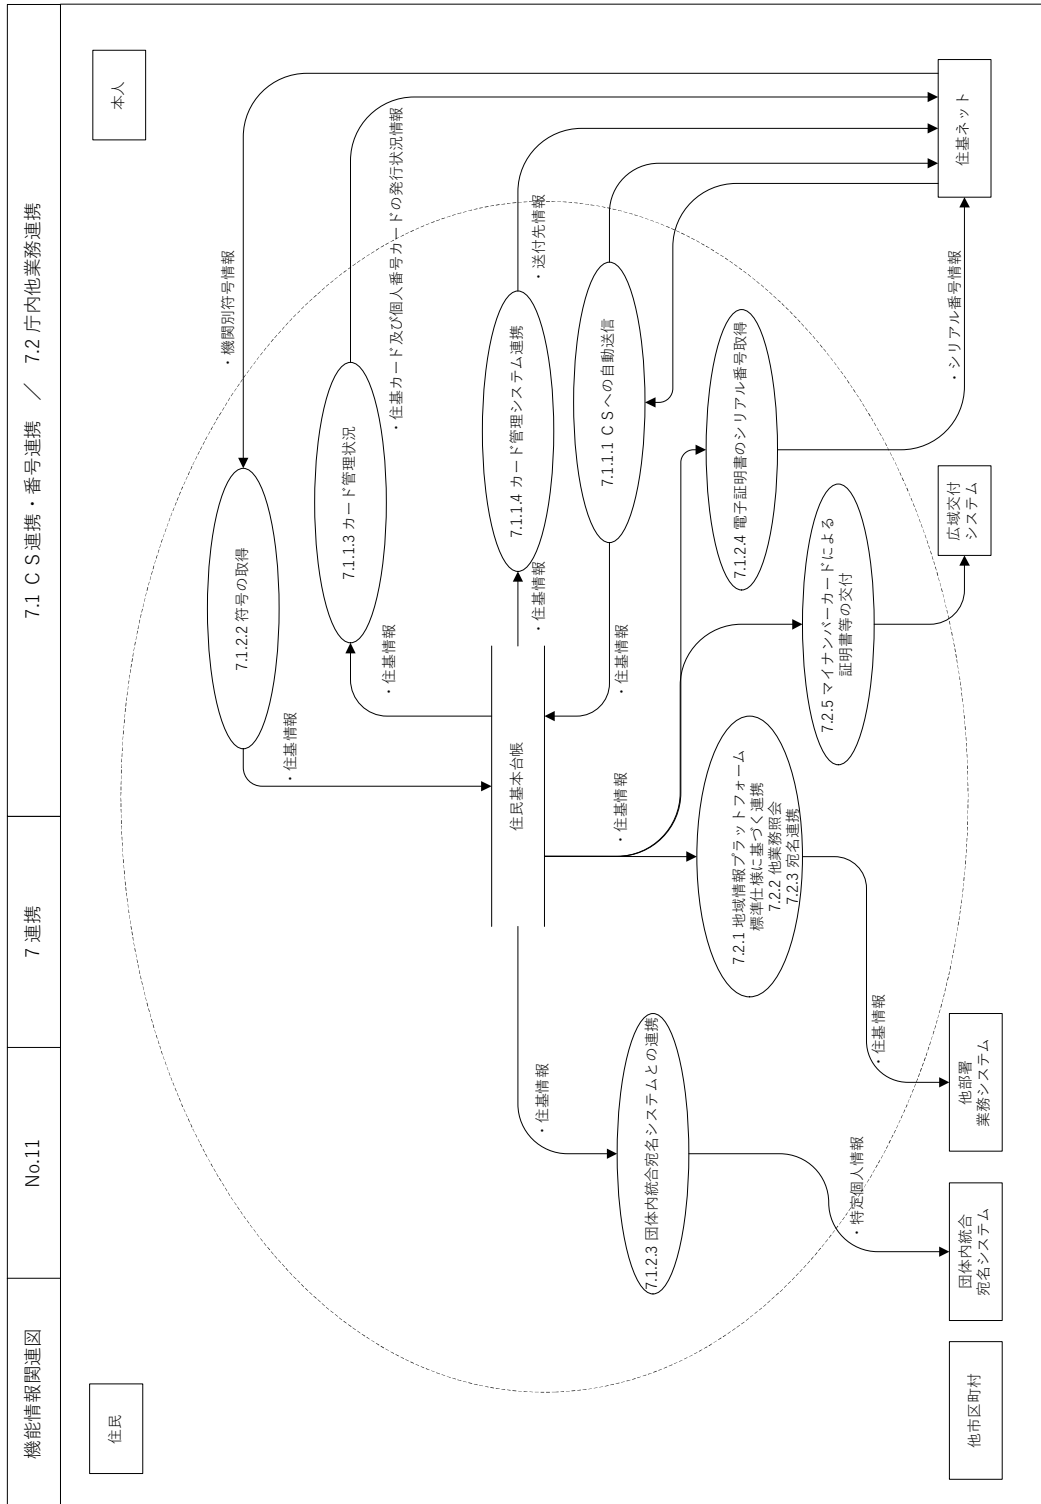 機能情報関連図
No.11
7 連携
7.1 ＣＳ連携・番号連携　／　7.2 庁内他業務連携
住民
本人
・機関別符号情報
7.1.2.2 符号の取得
・住基情報
・住基カード及び個人番号カードの発行状況情報
7.1.1.3 カード管理状況
・住基情報
・送付先情報
7.1.1.4 カード管理システム連携
・住基情報
住民基本台帳
7.1.1.1 ＣＳへの自動送信
・住基情報
・住基情報
・住基情報
7.1.2.3 団体内統合宛名システムとの連携
7.2.1 地域情報プラットフォーム
標準仕様に基づく連携
7.2.2 他業務照会
7.2.3 宛名連携
7.1.2.4 電子証明書のシリアル番号取得
7.2.5 マイナンバーカードによる
証明書等の交付
・特定個人情報
・住基情報
・シリアル番号情報
他市区町村
団体内統合
宛名システム
他部署
業務システム
広域交付
システム
住基ネット